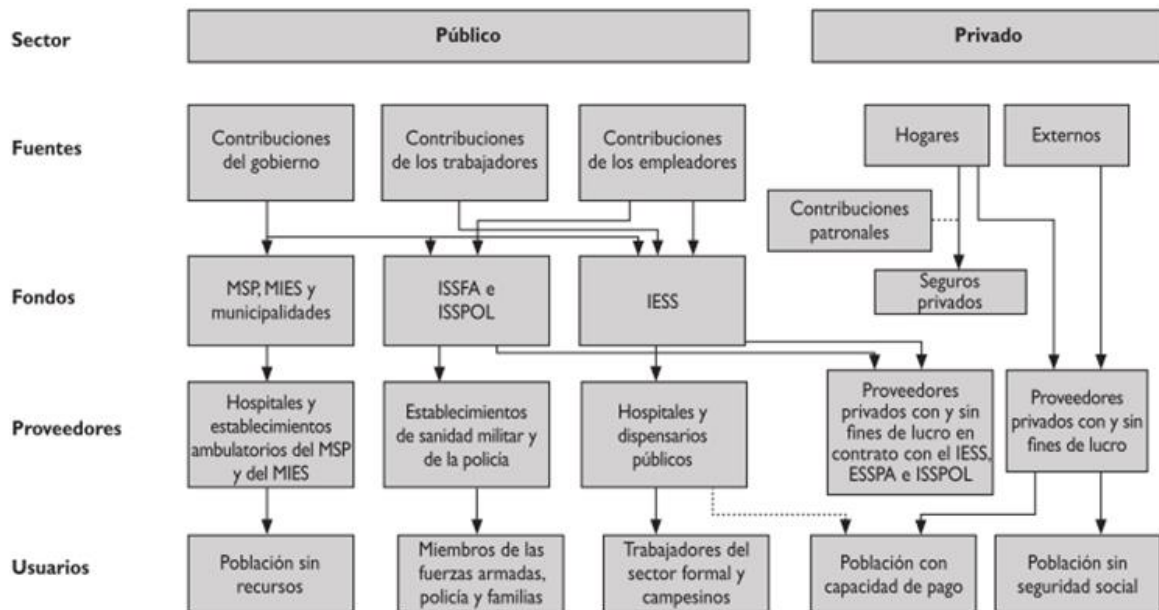 Sector
Público
Privado
Fuentes
Contribuciones
del gobierno
Contribuciones
de los trabajadores
Contribuciones
de los empleadores
Hogares
Externos
Contribuciones
patronales
Fondos
MSP, MIES y
municipalidades
ISSFA e
ISSPOL
IESS
Seguros
privados
Proveedores
Hospitales y
establecimientos
ambulatorios del MSP
y del MIES
Establecimientos
de sanidad militar y
de la policía
Hospitales y
dispensarios
públicos
Proveedores
privados con y sin
fines de lucro en
contrato con el IESS,
ESSPA e ISSPOL
Proveedores
privados con y sin
fines de lucro
Usuarios
Población sin
recursos
Miembros de las
fuerzas armadas,
policía y familias
Trabajadores del
sector formal y
campesinos
Población con
capacidad de pago
Población sin
seguridad social